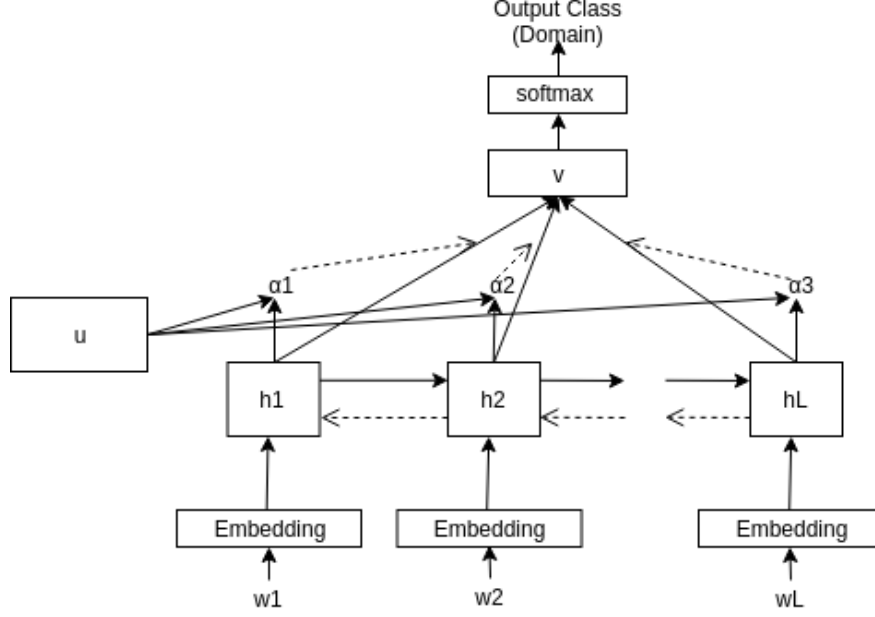 Output Class
(Domain)
softmax
v
α1
α2
α3
u
h1
h2
hL
Embedding
Embedding
Embedding
w1
w2
wL